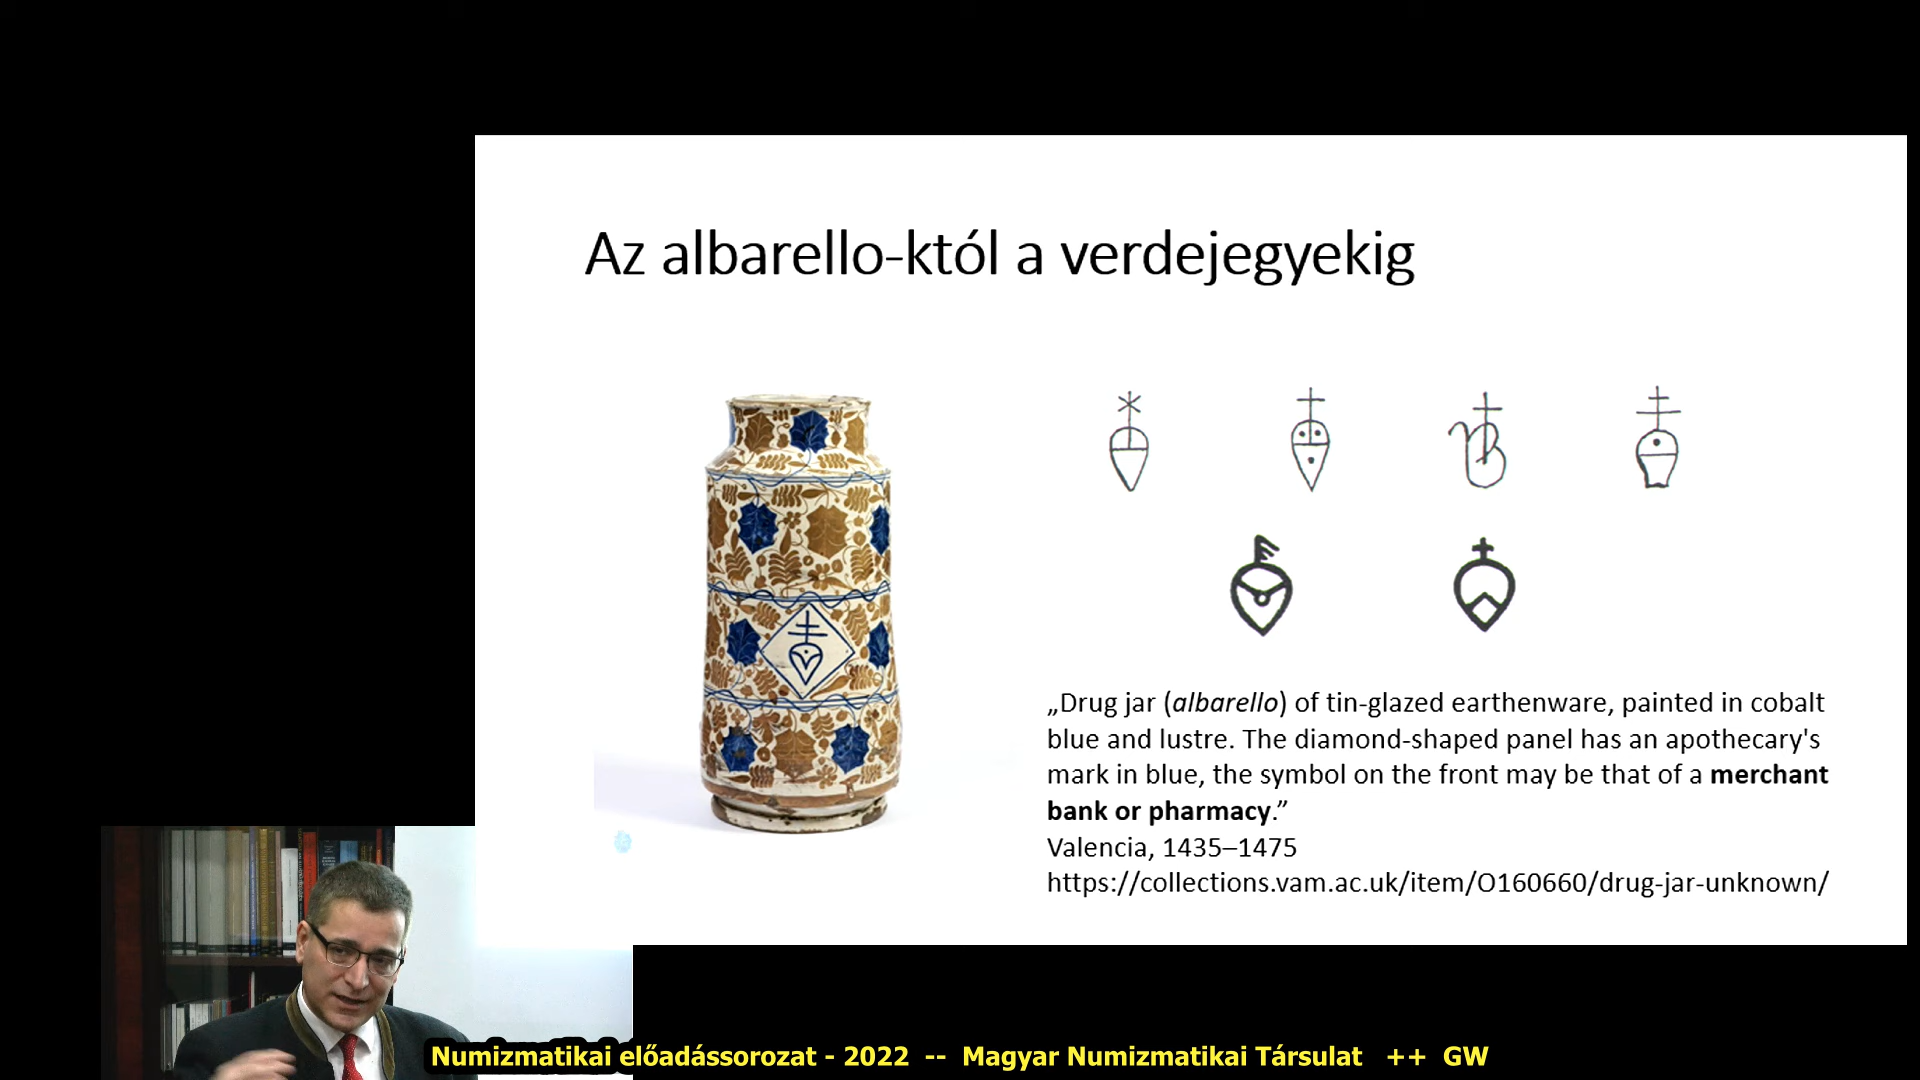 Az albarello-któl a verdejegyekig
„Drug jar (albarello) of tin-glazed earthenware, painted in cobalt
blue and lustre. The diamond-shaped panel has an apothecary's
mark in blue, the symbol on the front may be that of a merchant
bank or pharmacy.”
Valencia, 1435–1475
https://collections.vam.ac.uk/item/O160660/drug-jar-unknown/
Numizmatikai előadássorozat - 2022 -- Magyar Numizmatikai Társulat ++ GW